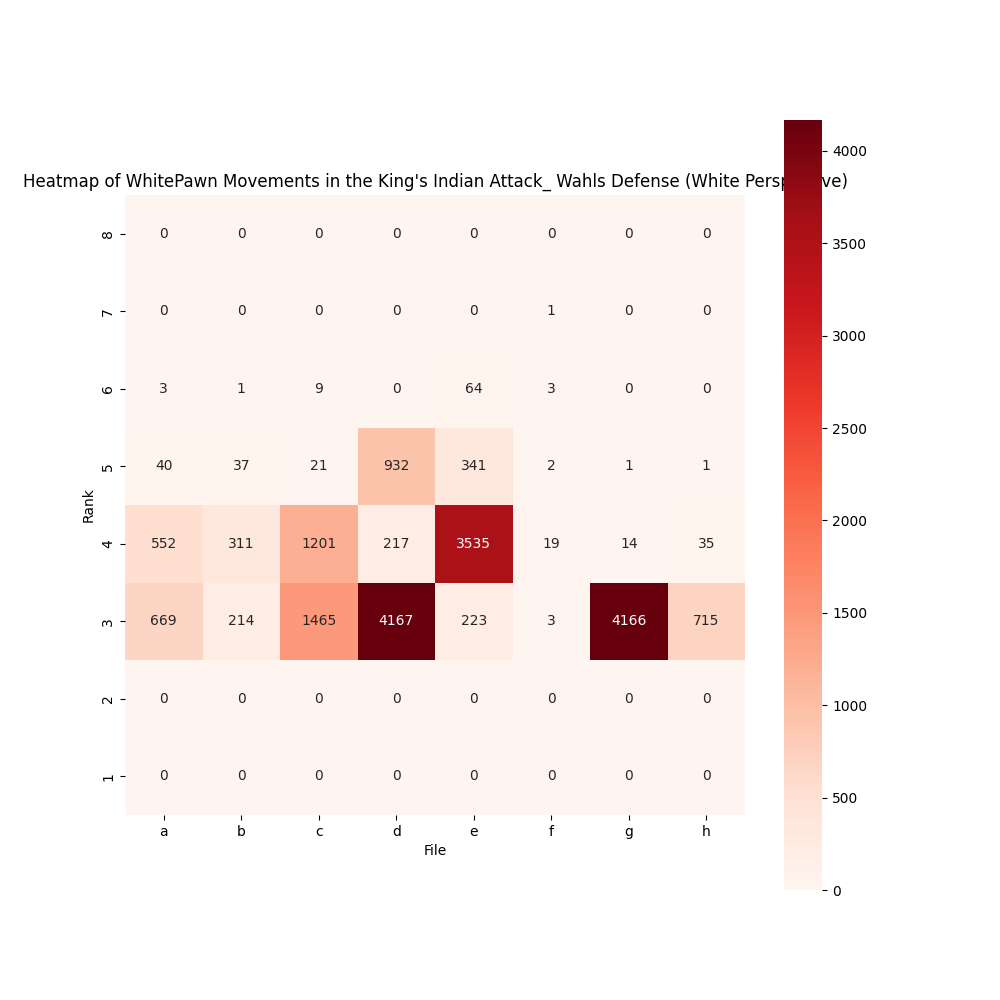 Heatmap of WhitePawn Movements in the King's Indian Attack_ Wahls Defense (White Persp ve)
4000
3500
3000
2500
2000
1500
1000
500
0
Rank
8 0 0 0 0 0 0 0 0
7 0 0 0 0 0 1 0 0
6 3 1 9 0 64 3 0 0
5 40 37 21 932 341 2 1 1
4 552 311 1201 217 3535 19 14 35
3 669 214 1465 4167 223 3 4166 715
2 0 0 0 0 0 0 0 0
1 0 0 0 0 0 0 0 0
a b c d e f g h
File